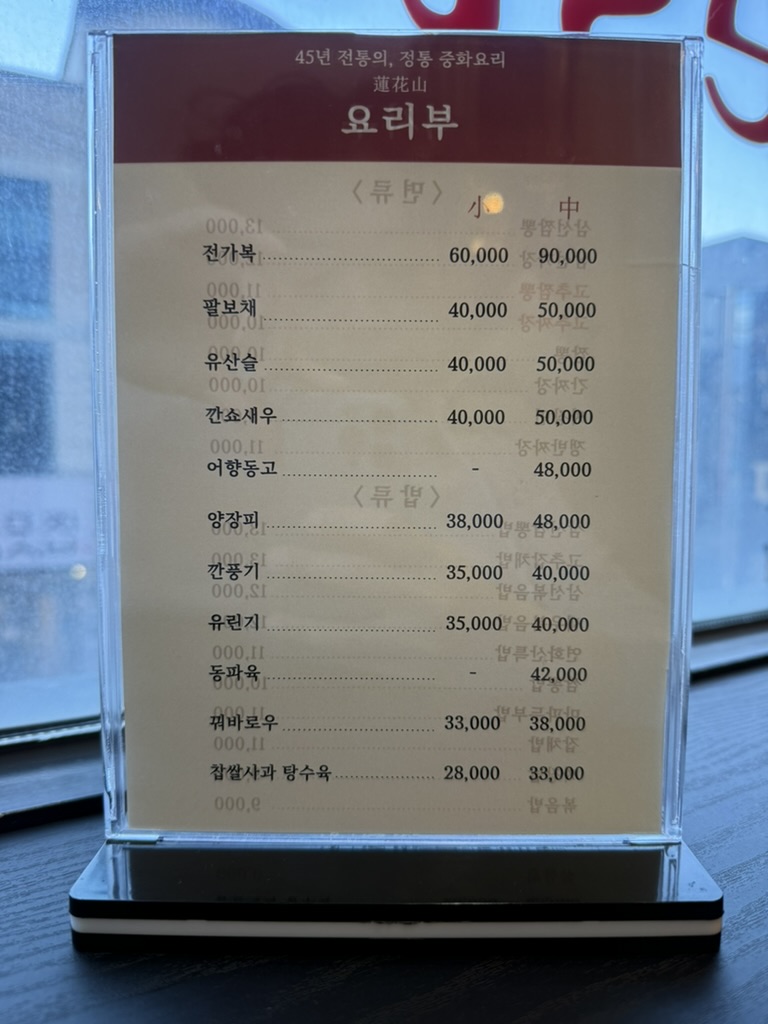 45년 전통의, 정통 중화요리
蓮花山
요리부
小 中
전가복 60,000 90,000
팔보채 40,000 50,000
유산슬 40,000 50,000
깐쇼새우 40,000 50,000
어향동고 - 48,000
양장피 38,000 48,000
깐풍기 35,000 40,000
유린기 35,000 40,000
동파육 - 42,000
꿔바로우 33,000 38,000
찹쌀사과 탕수육 28,000 33,000